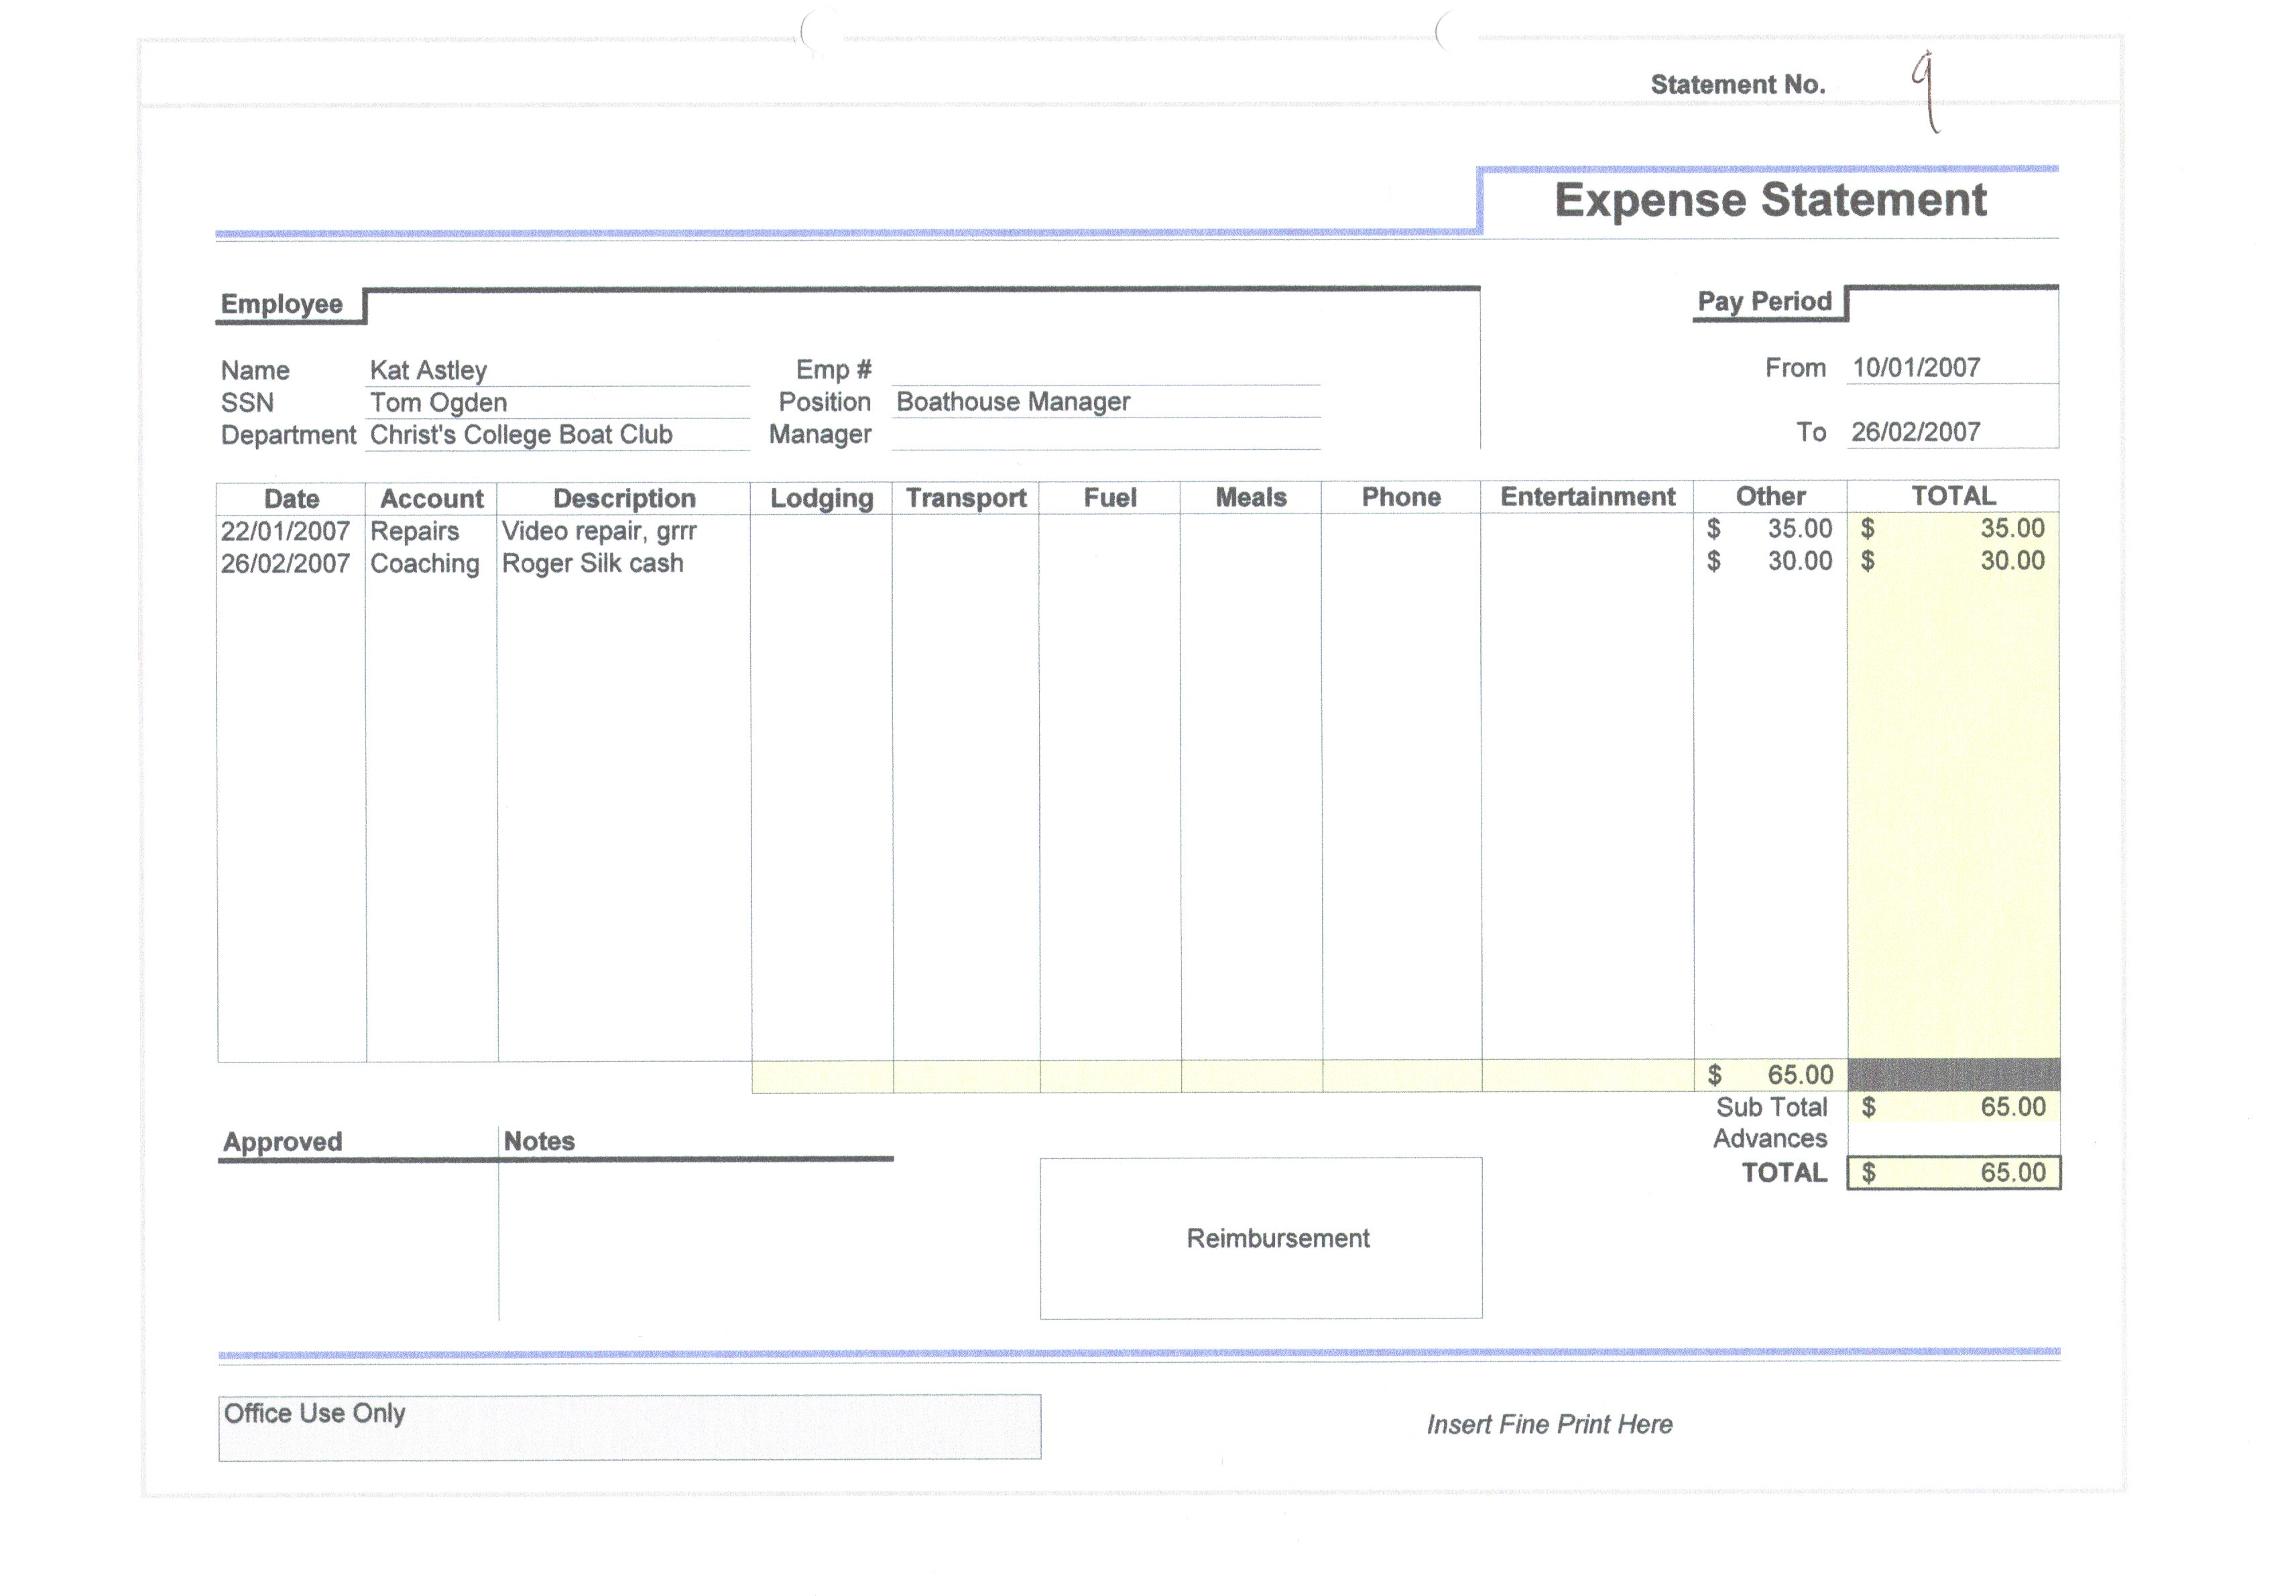 Statement No. 9
Expense Statement
Employee
Pay Period
Name Kat Astley Emp # From 10/01/2007
SSN Tom Ogden Position Boathouse Manager
Department Christ's College Boat Club Manager To 26/02/2007
Date Account Description Lodging Transport Fuel Meals Phone Entertainment Other TOTAL
22/01/2007 Repairs Video repair, grrr $ 35.00 $ 35.00
26/02/2007 Coaching Roger Silk cash $ 30.00 $ 30.00
$ 65.00
Sub Total $ 65.00
Approved Notes Advances
TOTAL $ 65.00
Reimbursement
Office Use Only
Insert Fine Print Here